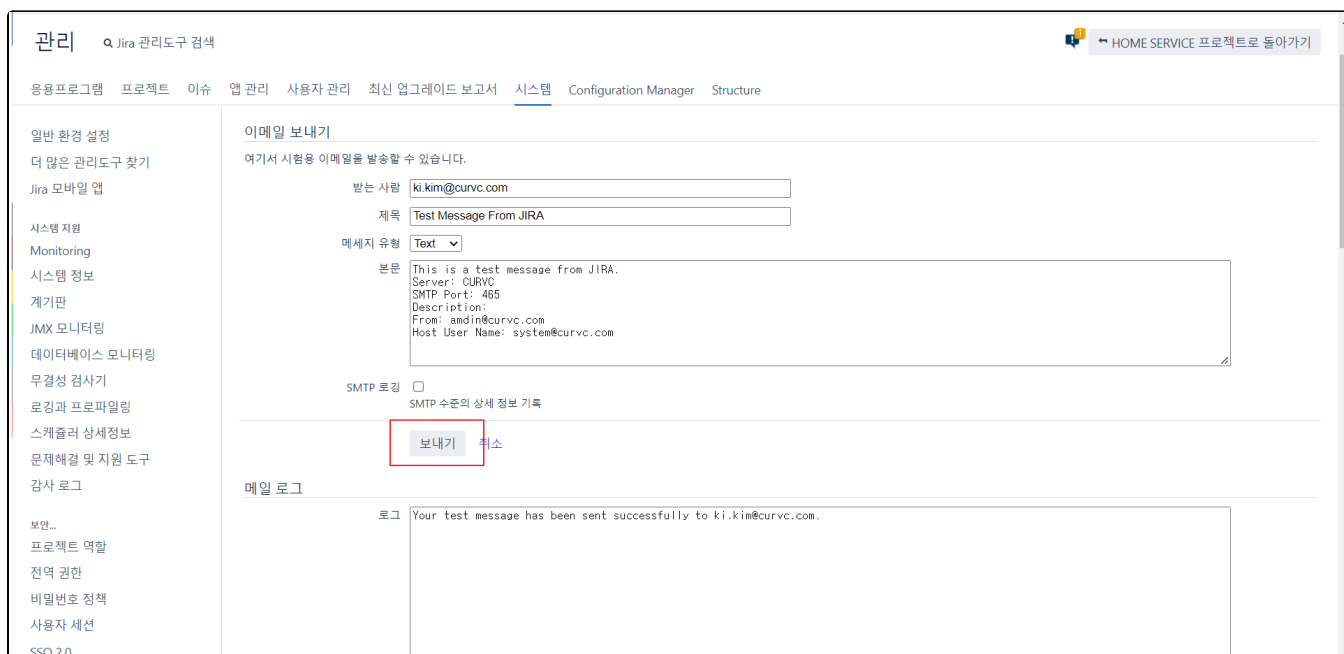 관리
Jira 관리도구 검색
1
HOME SERVICE 프로젝트로 돌아가기
응용프로그램 프로젝트 이슈 앱 관리 사용자 관리 최신 업그레이드 보고서 시스템 Configuration Manager Structure
일반 환경 설정
더 많은 관리도구 찾기
Jira 모바일 앱
시스템 지원
Monitoring
시스템 정보
계기판
JMX 모니터링
데이터베이스 모니터링
무결성 검사기
로깅과 프로파일링
스케쥴러 상세정보
문제해결 및 지원 도구
감사 로그
보안...
프로젝트 역할
전역 권한
비밀번호 정책
사용자 세션
SSO 2.0
이메일 보내기
여기서 시험용 이메일을 발송할 수 있습니다.
받는 사람 ki.kim@curvc.com
제목 Test Message From JIRA
메세지 유형 Text
본문 This is a test message from JIRA.
Server: CURVC
SMTP Port: 465
Description:
From: amdin@curvc.com
Host User Name: system@curvc.com
SMTP 로깅
SMTP 수준의 상세 정보 기록
보내기 취소
메일 로그
로그 Your test message has been sent successfully to ki.kim@curvc.com.